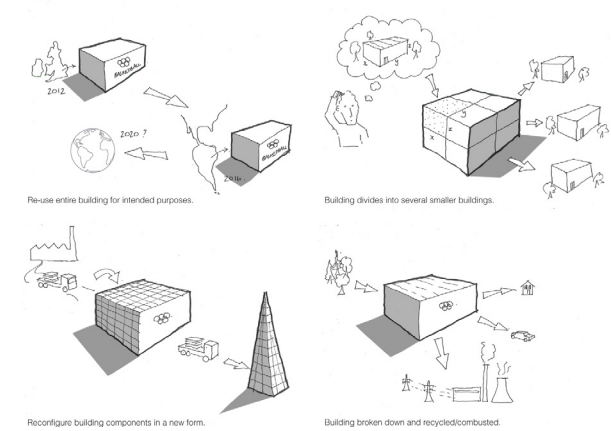 2012
BASKETBALL
2020 ?
BASKETBALL
2016
Re-use entire building for intended purposes.
y
x
z
y
x
z
Building divides into several smaller buildings.
Reconfigure building components in a new form.
Building broken down and recycled/combusted.